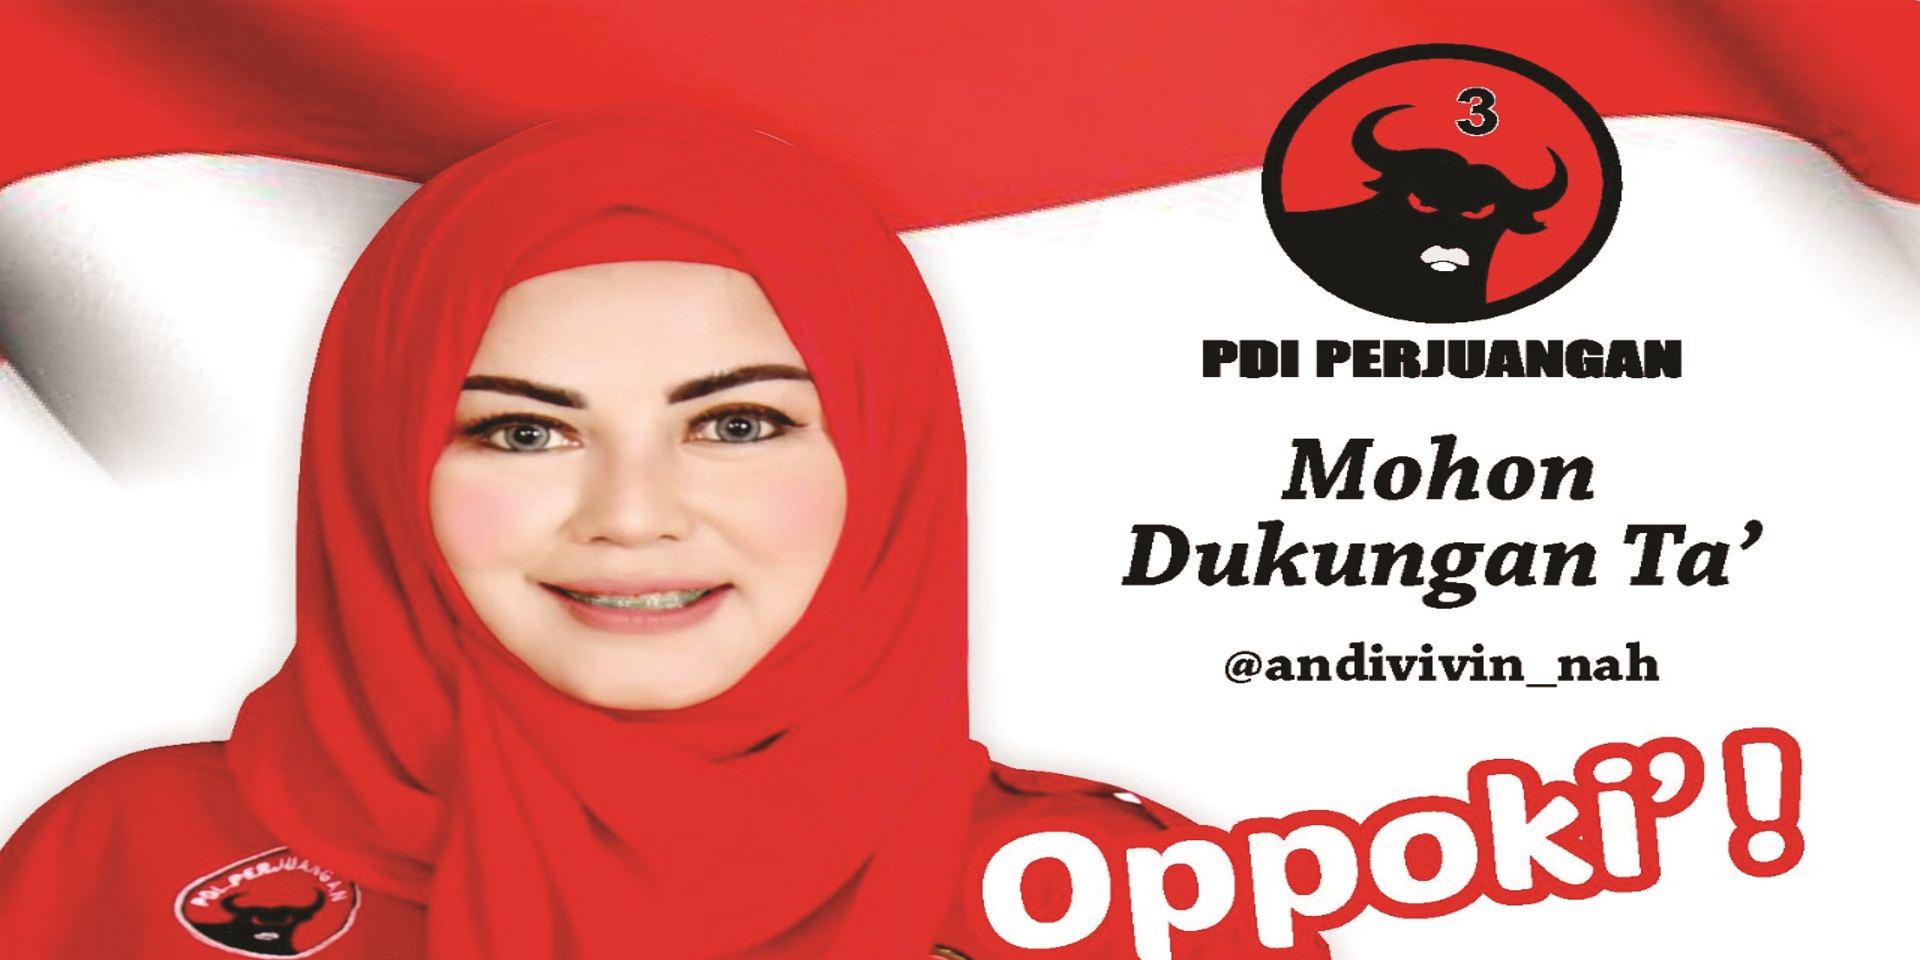 3
PDI PERJUANGAN
Mohon
Dukungan Ta’
@andivivin_nah
Oppoki’ !
PDI PERJUANGAN